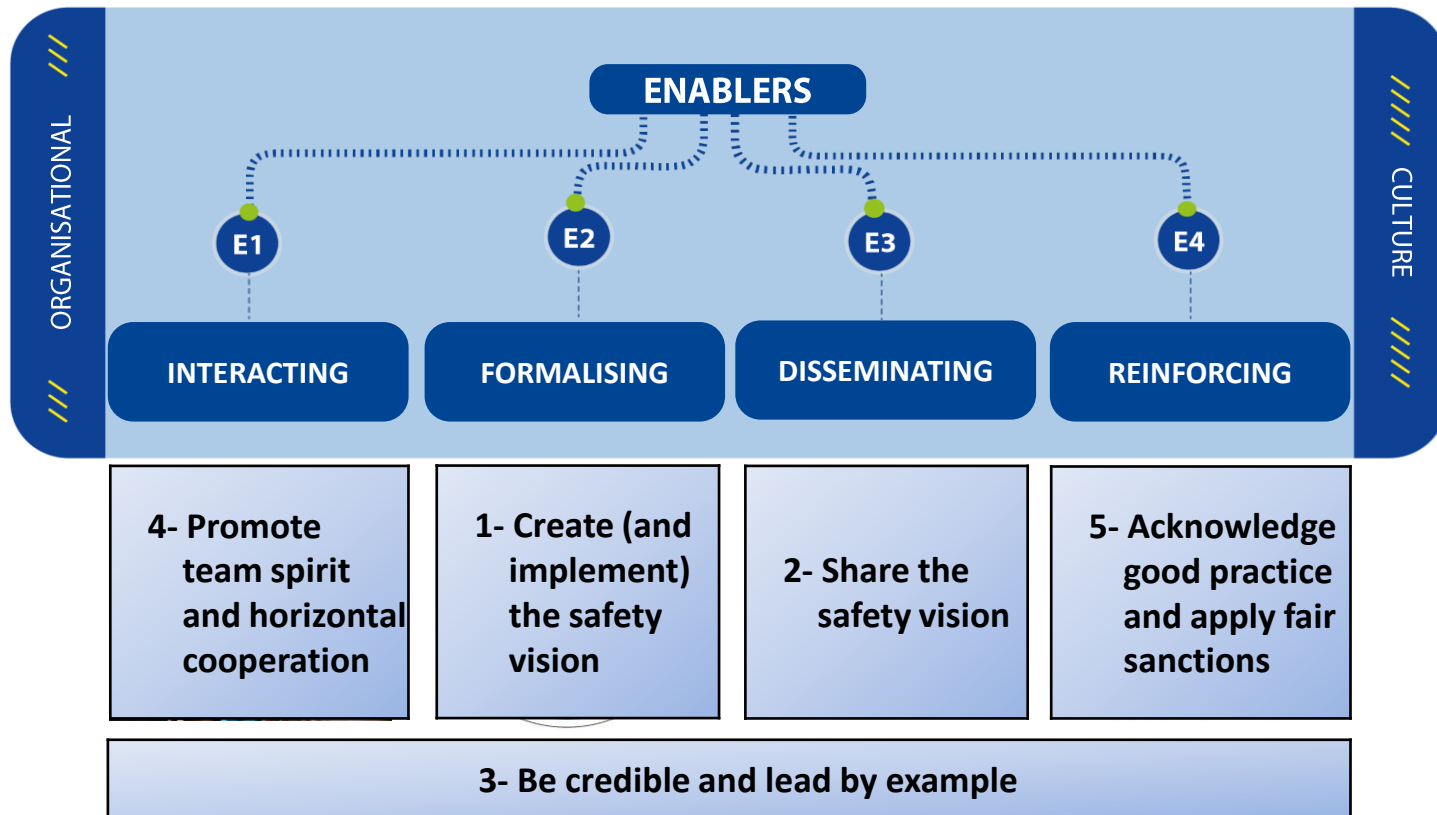 ORGANISATIONAL
CULTURE
ENABLERS
E1
E2
E3
E4
INTERACTING
FORMALISING
DISSEMINATING
REINFORCING
4- Promote
team spirit
and horizontal
cooperation
1- Create (and
implement)
the safety
vision
2- Share the
safety vision
5- Acknowledge
good practice
and apply fair
sanctions
3- Be credible and lead by example